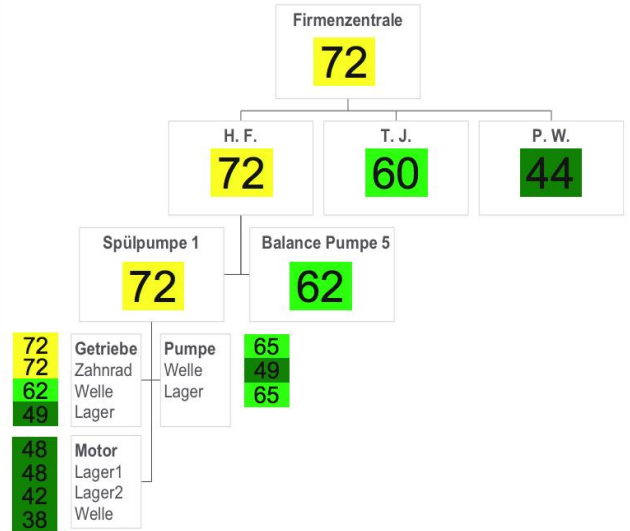 Firmenzentrale
72
H. F.
72
T. J.
60
P. W.
44
Spülpumpe 1
72
Balance Pumpe 5
62
72 Getriebe
72 Zahnrad
62 Welle
49 Lager
Pumpe 65
Welle 49
Lager 65
48 Motor
48 Lager1
42 Lager2
38 Welle